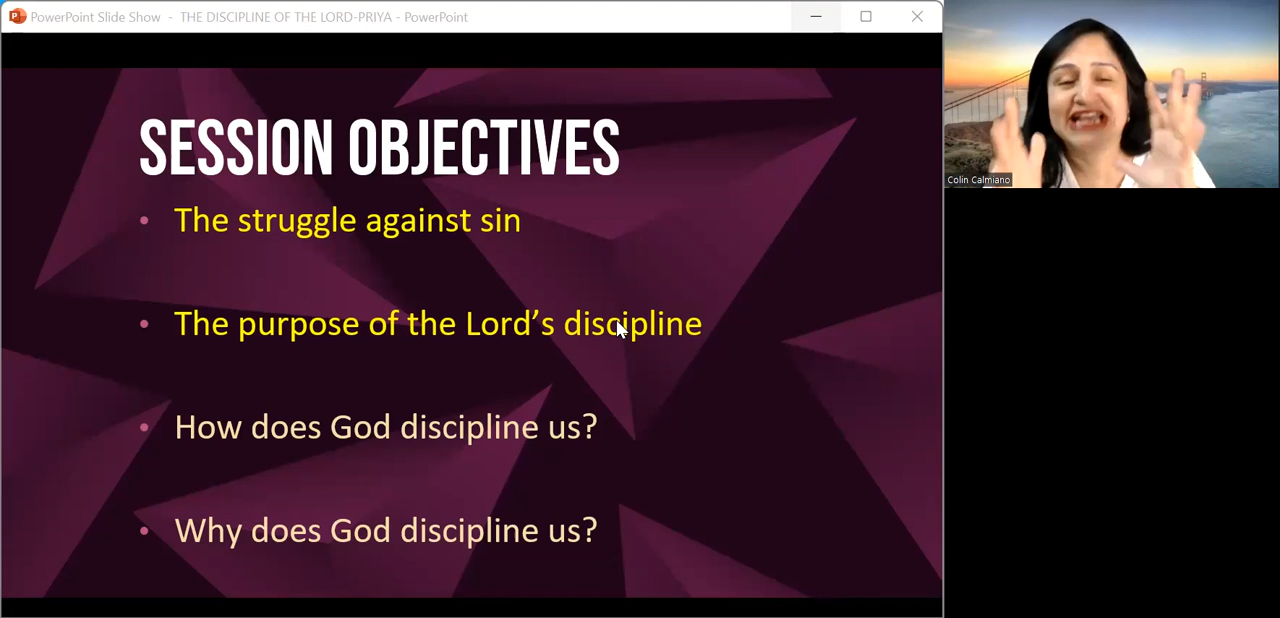 PowerPoint Slide Show - THE DISCIPLINE OF THE LORD-PRIYA - PowerPoint
SESSION OBJECTIVES
• The struggle against sin
• The purpose of the Lord’s discipline
• How does God discipline us?
• Why does God discipline us?
Colin Calmiano